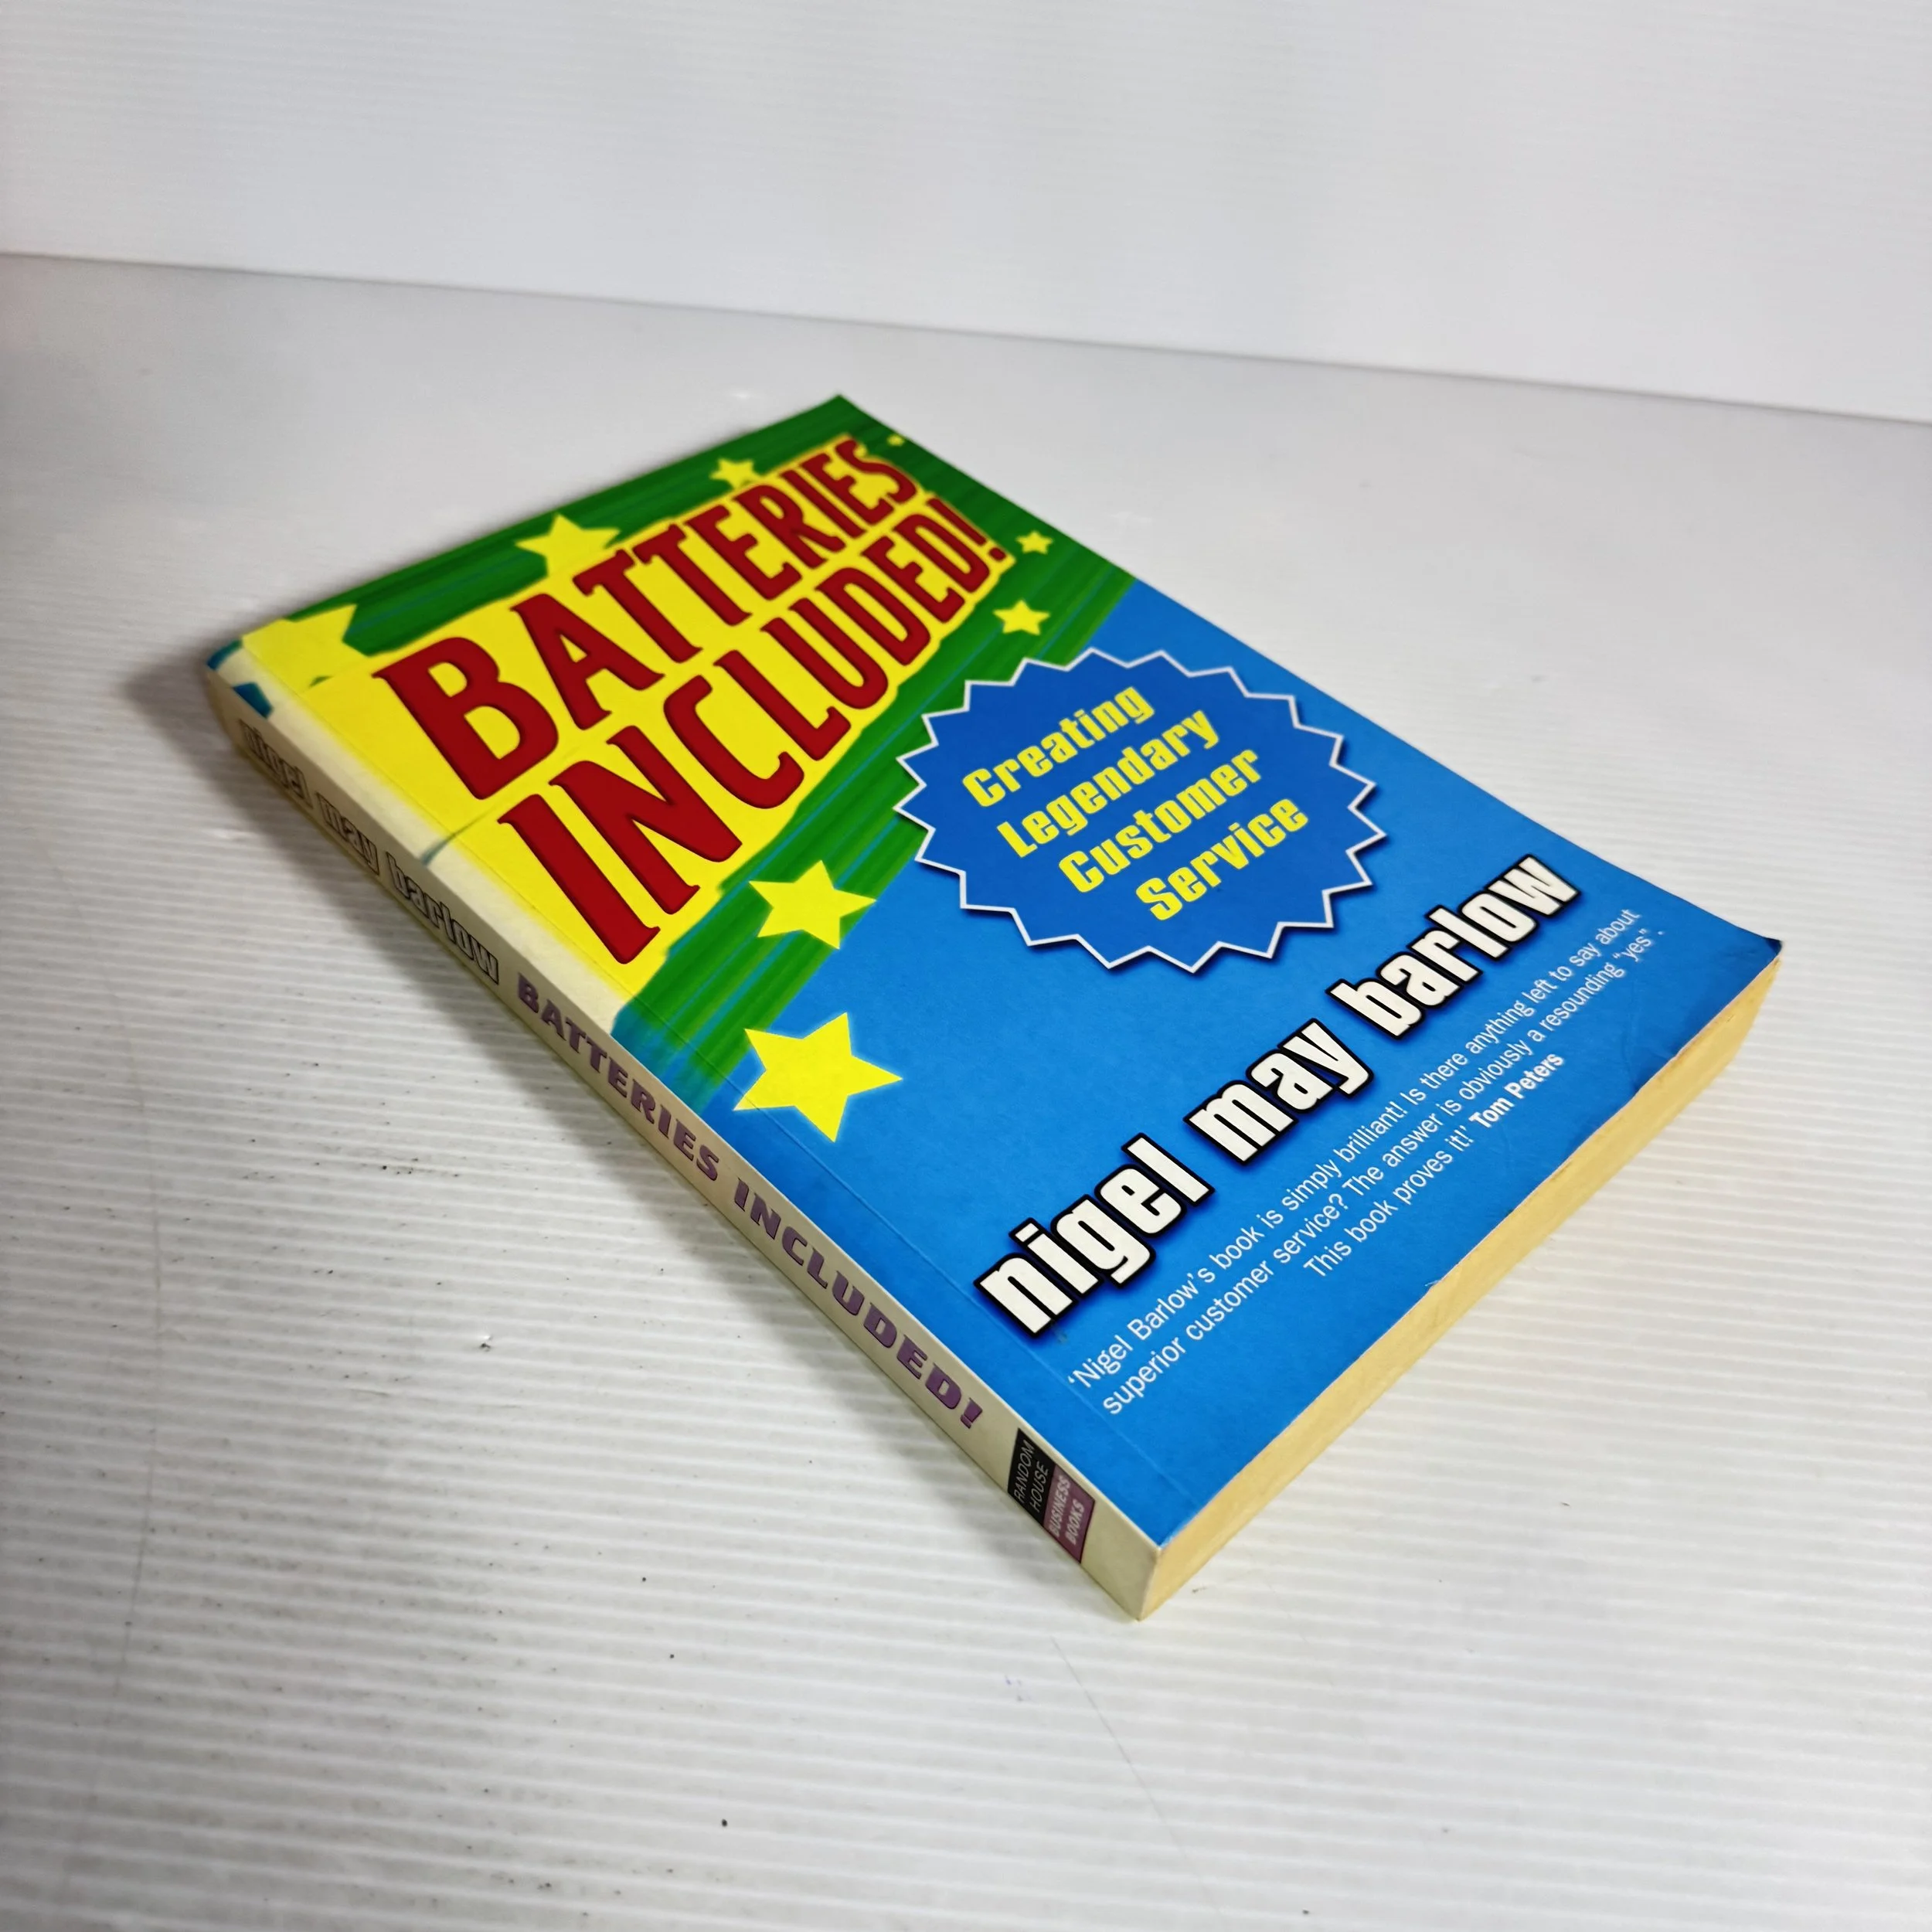 BATTERIES
INCLUDED!
Creating
Legendary
Customer
Service
nigel may barlow
‘Nigel Barlow’s book is simply brilliant! Is there anything left to say about
superior customer service? The answer is obviously a resounding “yes”.
This book proves it!’ Tom Peters
nigel may barlow BATTERIES INCLUDED!
RANDOM
HOUSE
BUSINESS
BOOKS